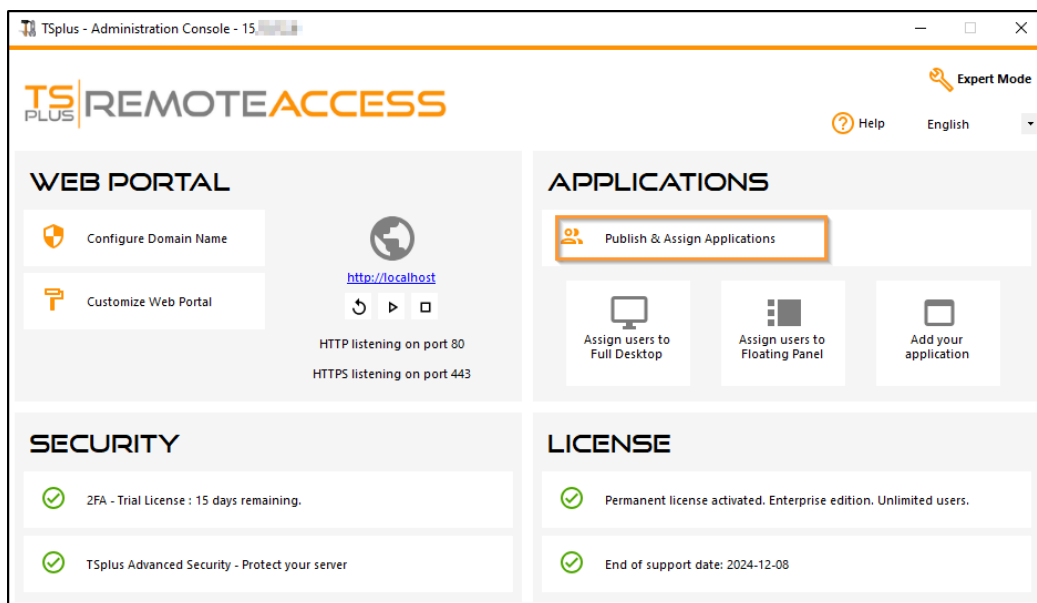 TSplus - Administration Console - 15.
TS PLUS REMOTEACCESS
Expert Mode
Help
English
WEB PORTAL
Configure Domain Name
Customize Web Portal
http://localhost
HTTP listening on port 80
HTTPS listening on port 443
APPLICATIONS
Publish & Assign Applications
Assign users to
Full Desktop
Assign users to
Floating Panel
Add your
application
SECURITY
2FA - Trial License : 15 days remaining.
TSplus Advanced Security - Protect your server
LICENSE
Permanent license activated. Enterprise edition. Unlimited users.
End of support date: 2024-12-08